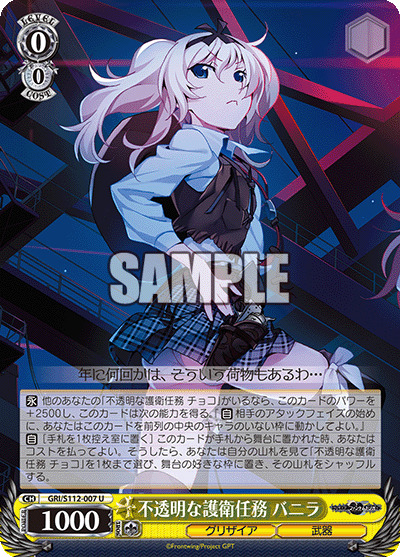 LEVEL
0
0
COST
SAMPLE
年に何回かは、そういう荷物もあるわ…
永 他のあなたの「不透明な護衛任務 チョコ」がいるなら、このカードのパワーを
+2500し、このカードは次の能力を得る。『自 相手のアタックフェイズの始め
に、あなたはこのカードを前列の中央のキャラのいない枠に動かしてよい。』
自 [手札を1枚控え室に置く] このカードが手札から舞台に置かれた時、あなたは
コストを払ってよい。そうしたら、あなたは自分の山札を見て「不透明な護衛任務
チョコ」を1枚まで選び、舞台の好きな枠に置き、その山札をシャッフル
する。
CH GRI/S112-007 U
1000
不透明な護衛任務 バニラ
グリザイア
武器
©Frontwing/Project GPT